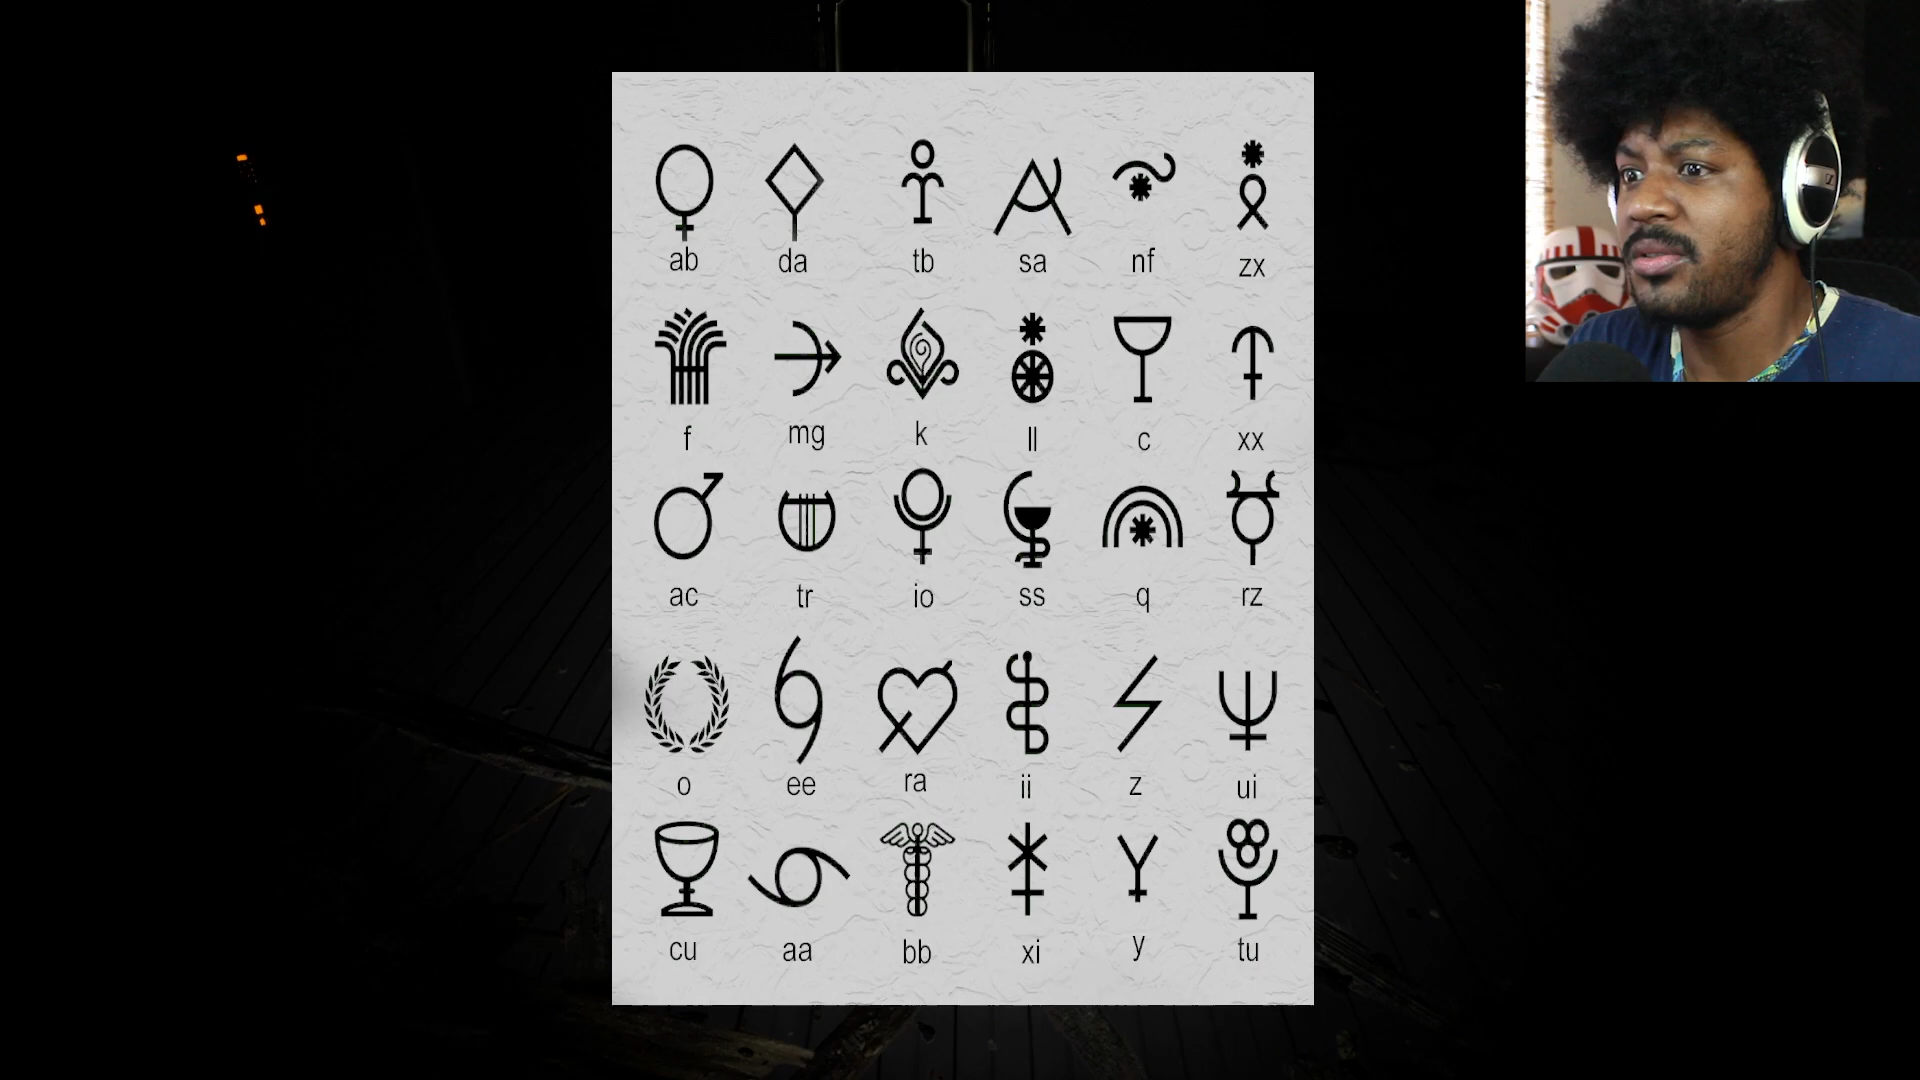 ab da tb sa nf zx
f mg k ll c xx
ac tr io ss q rz
o ee ra ii z ui
cu aa bb xi y tu